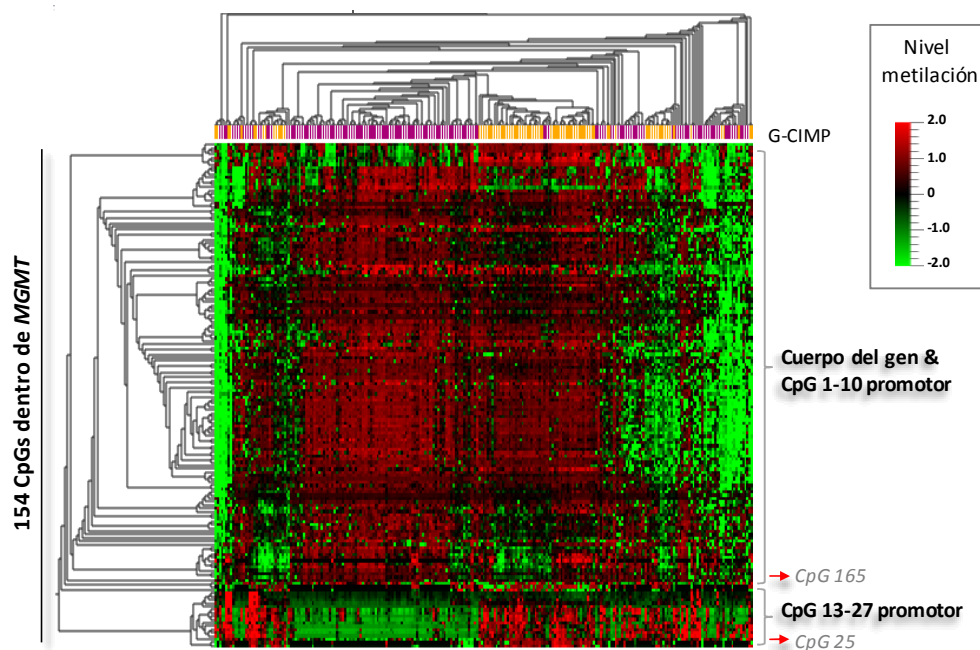 Nivel
metilación
2.0
1.0
0
-1.0
-2.0
G-CIMP
154 CpGs dentro de MGMT
Cuerpo del gen &
CpG 1-10 promotor
CpG 165
CpG 13-27 promotor
CpG 25